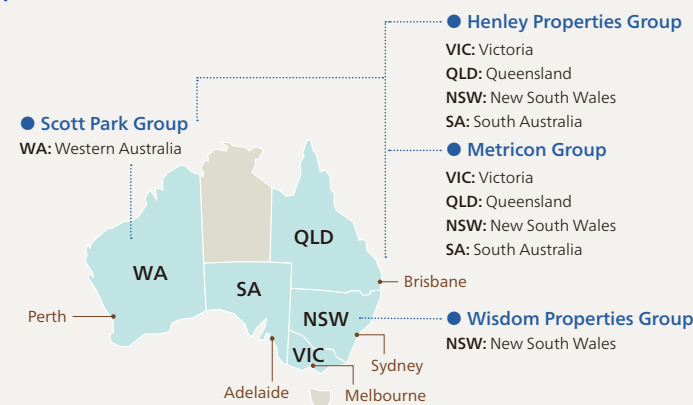 Henley Properties Group
VIC: Victoria
QLD: Queensland
NSW: New South Wales
SA: South Australia
Scott Park Group
WA: Western Australia
Metricon Group
VIC: Victoria
QLD: Queensland
NSW: New South Wales
SA: South Australia
QLD
WA
SA
Brisbane
Perth
NSW
Wisdom Properties Group
NSW: New South Wales
VIC
Sydney
Adelaide
Melbourne